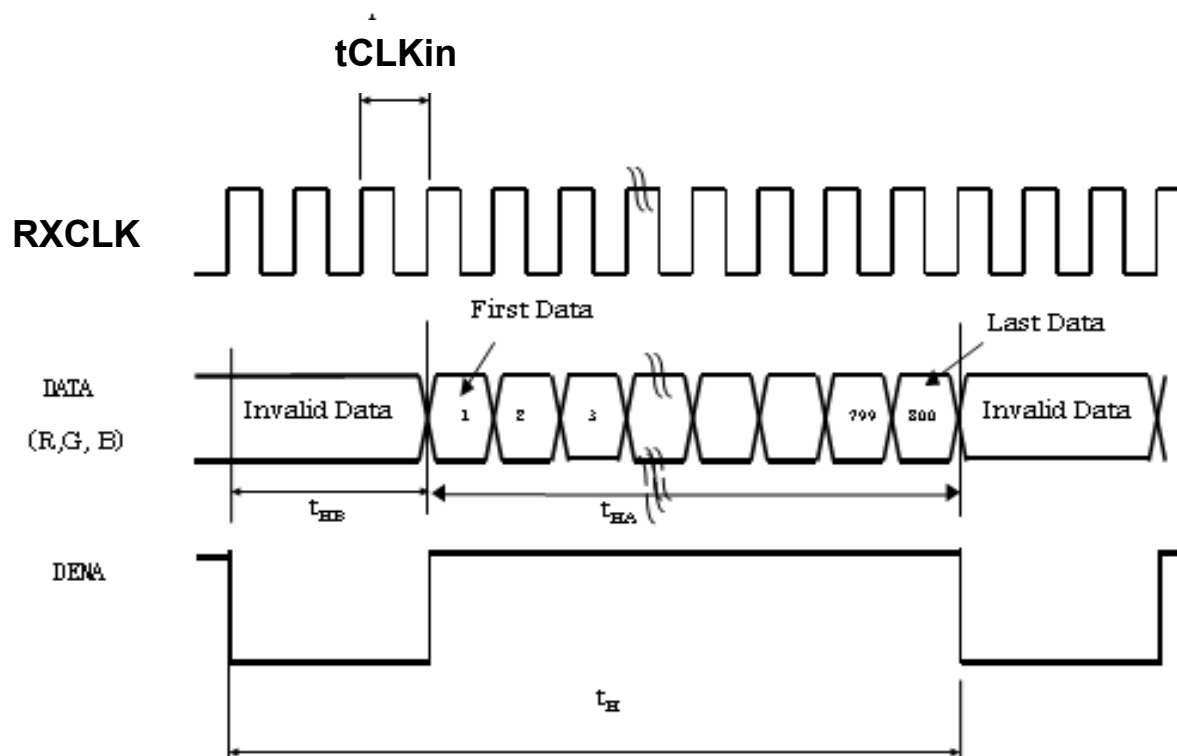 tCLKin
RXCLK
First Data
Last Data
DATA
(R,G, B)
Invalid Data
1
2
3
799
800
Invalid Data
tHB
tHA
DENA
tH